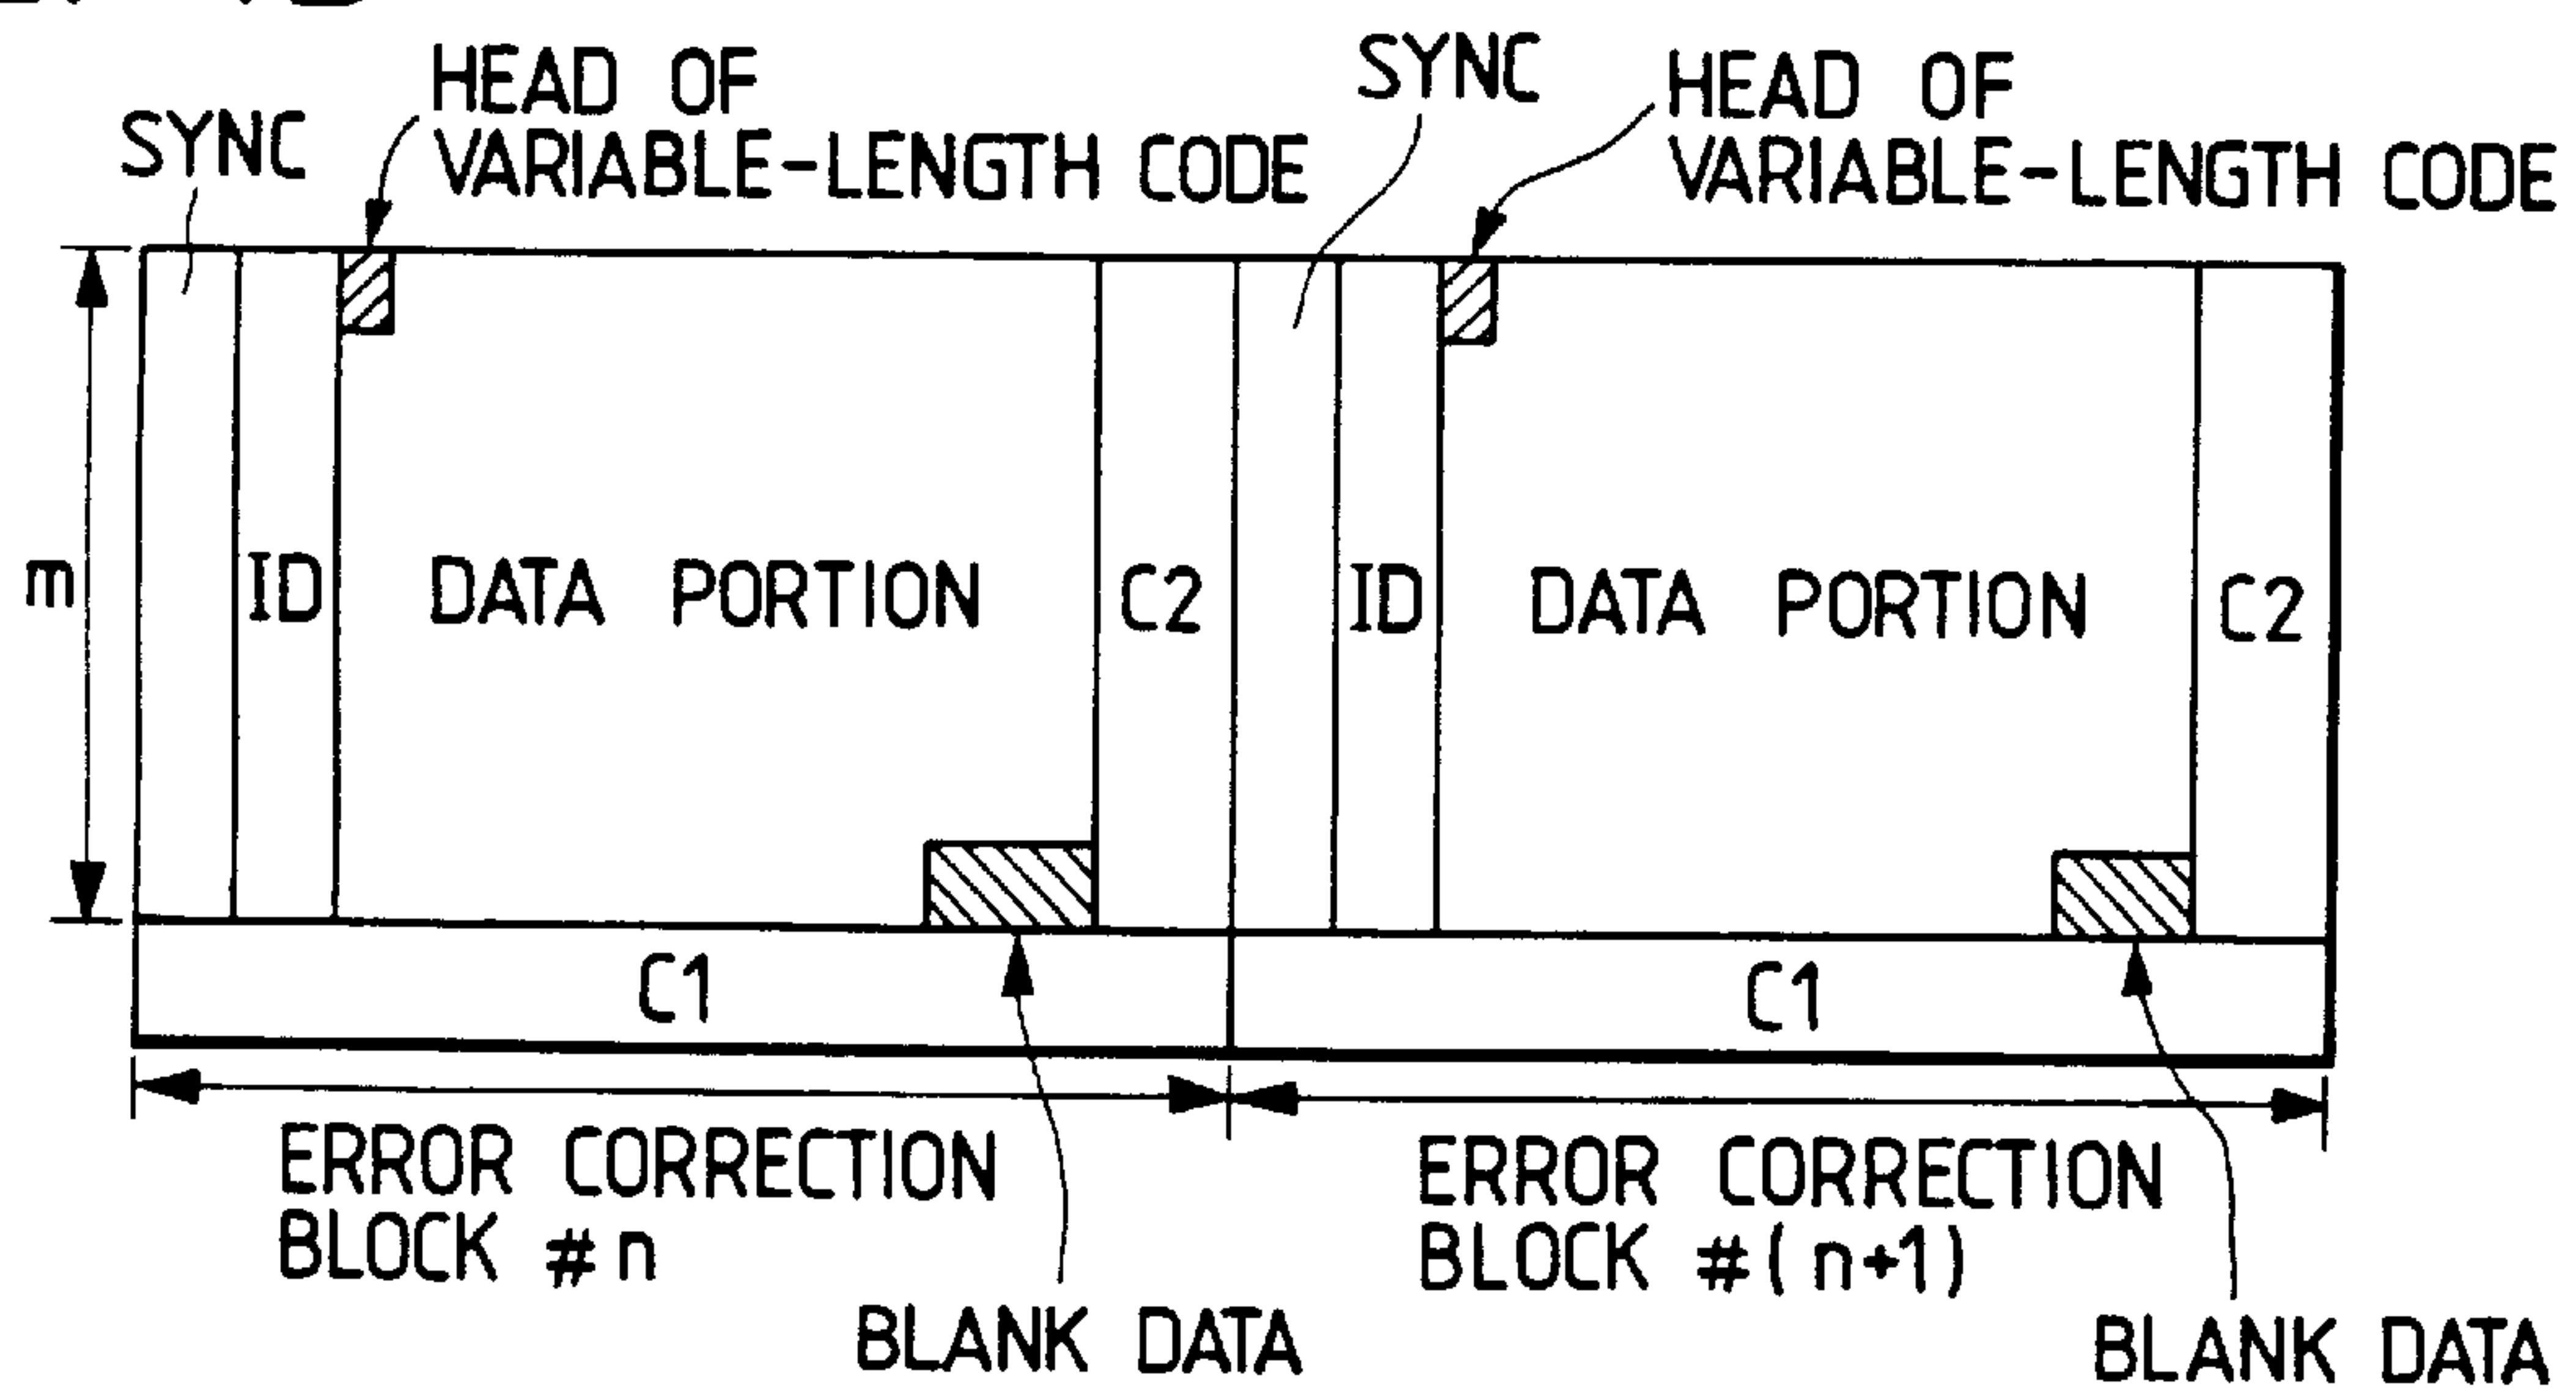 SYNC
HEAD OF
VARIABLE-LENGTH CODE
SYNC
HEAD OF
VARIABLE-LENGTH CODE
m
ID
DATA PORTION
C2
ID
DATA PORTION
C2
C1
C1
ERROR CORRECTION
BLOCK #n
ERROR CORRECTION
BLOCK #(n+1)
BLANK DATA
BLANK DATA